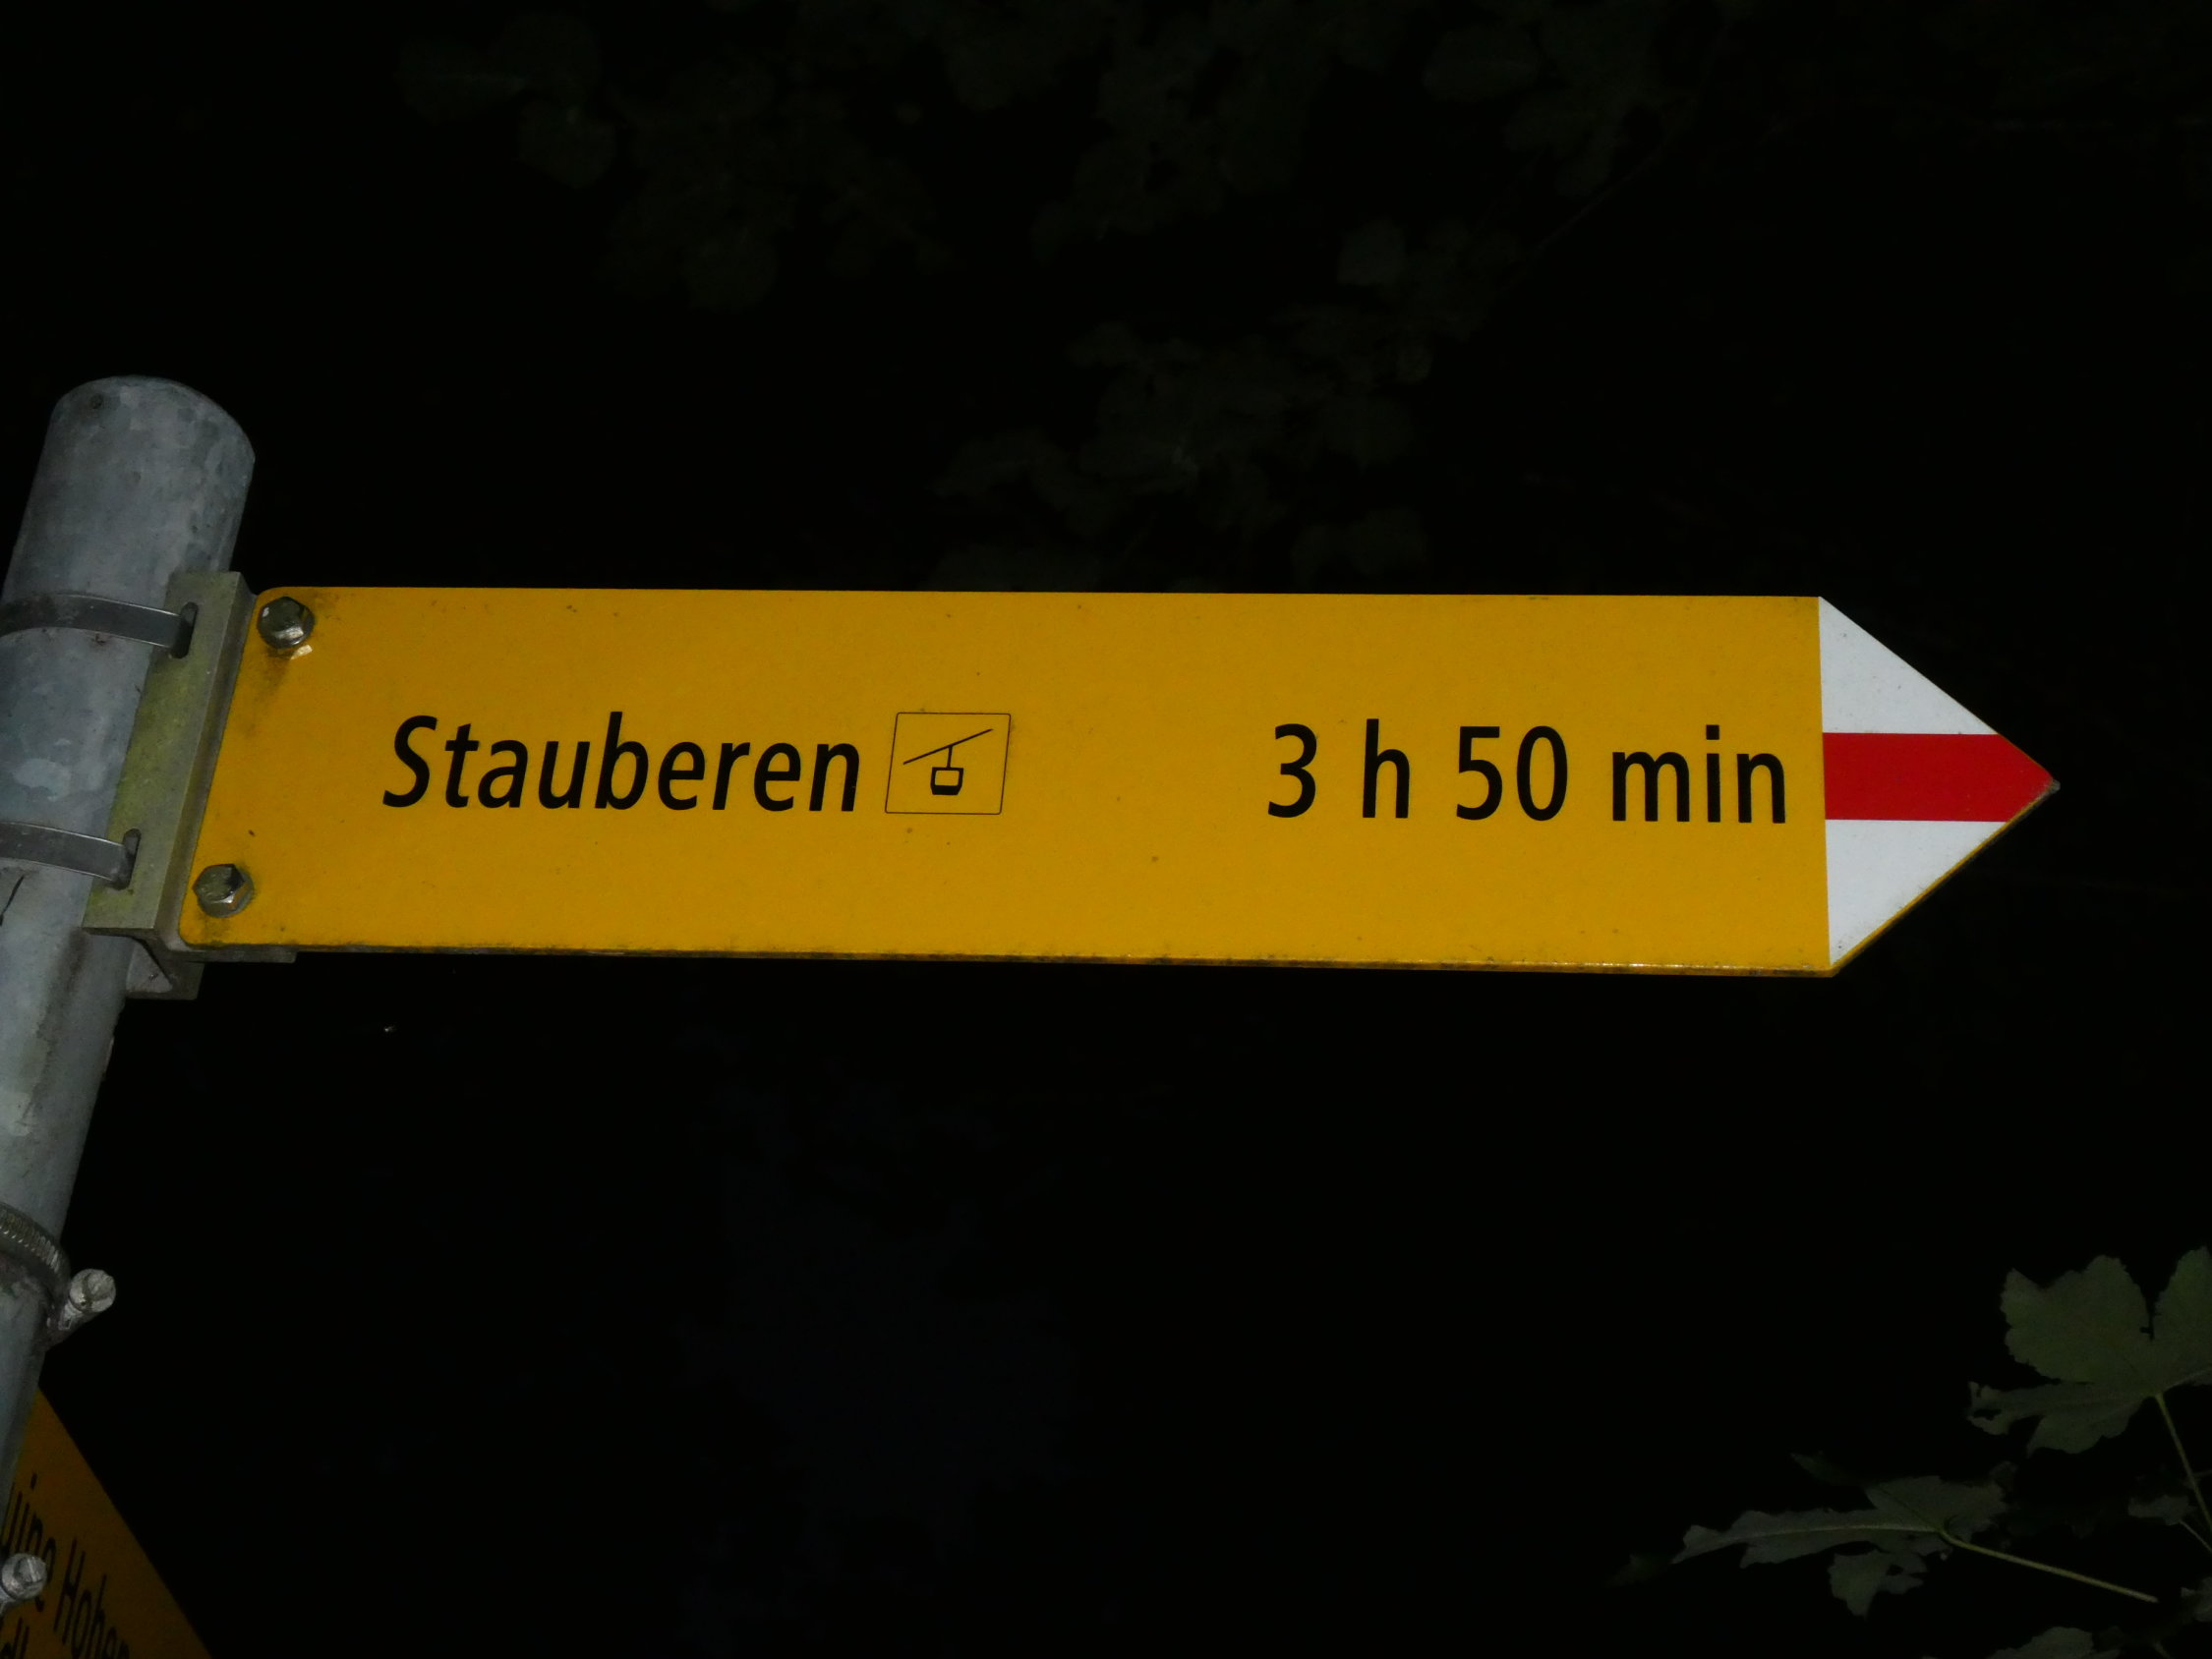 Stauberen 3 h 50 min